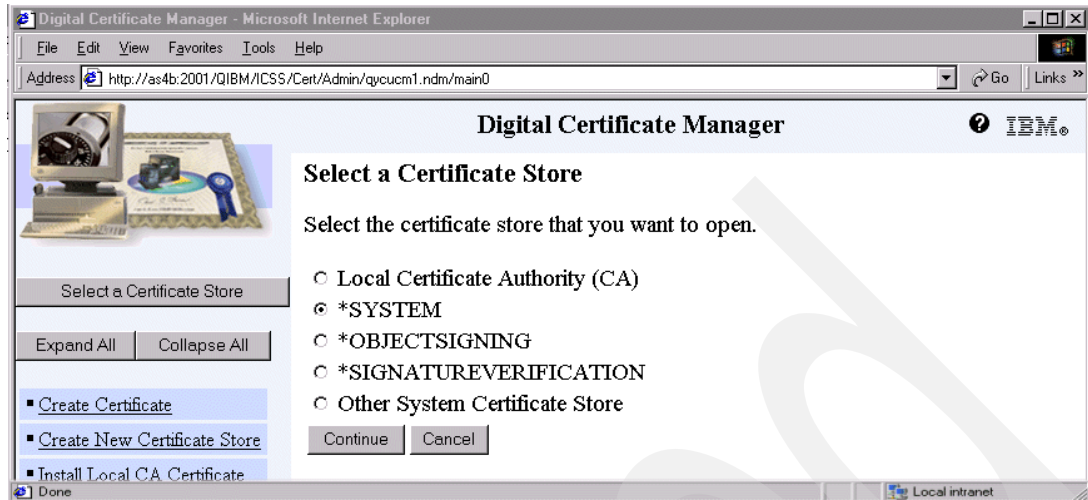 Digital Certificate Manager - Microsoft Internet Explorer
File Edit View Favorites Tools Help
Address http://as4b:2001/QIBM/ICSS/Cert/Admin/qycucm1.ndm/main0 Go Links »
Digital Certificate Manager ? IBM®
Select a Certificate Store
Select the certificate store that you want to open.
Local Certificate Authority (CA)
*SYSTEM
*OBJECTSIGNING
*SIGNATUREVERIFICATION
Other System Certificate Store
Continue Cancel
Select a Certificate Store
Expand All Collapse All
Create Certificate
Create New Certificate Store
Install Local CA Certificate
Done Local intranet